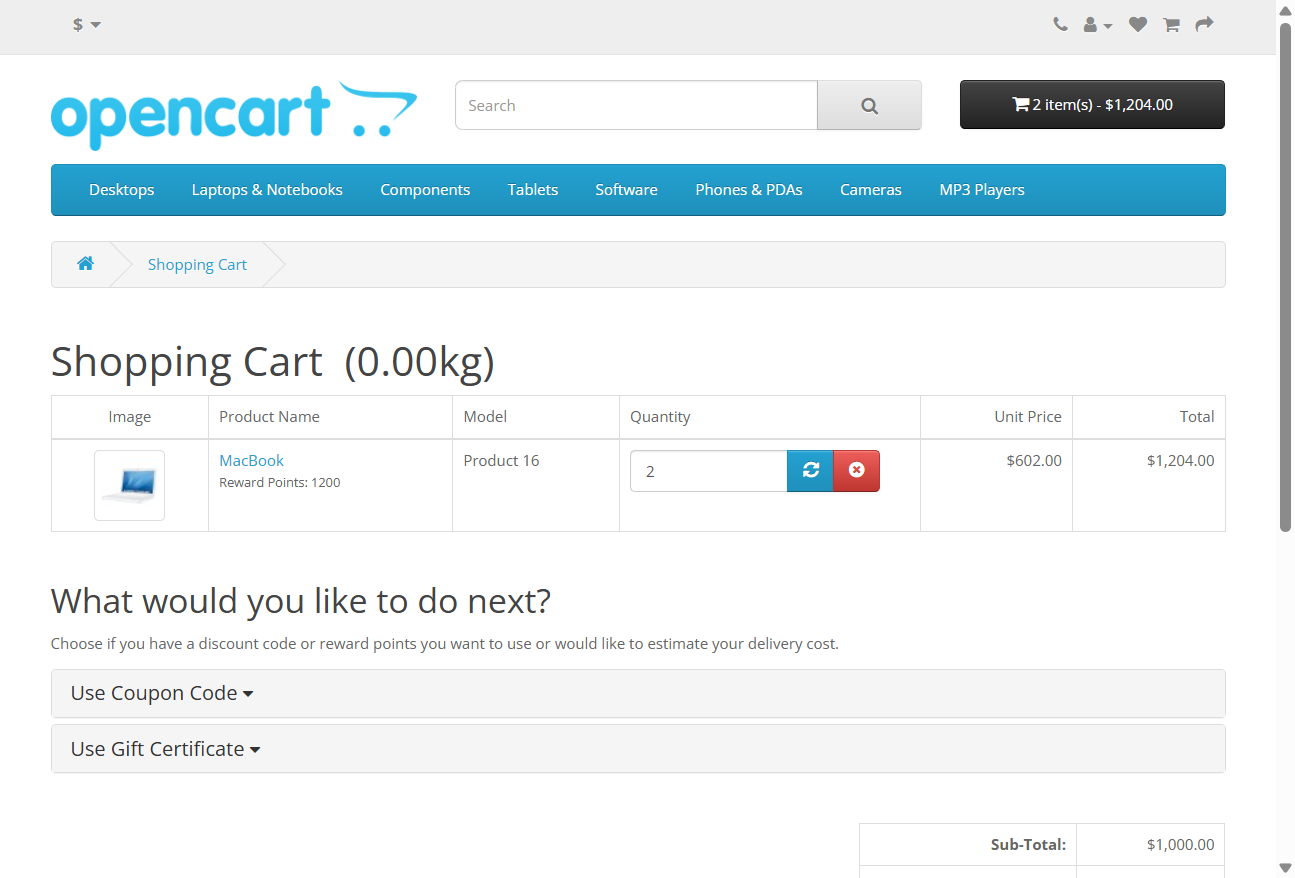 $
opencart
Search
2 item(s) - $1,204.00
Desktops Laptops & Notebooks Components Tablets Software Phones & PDAs Cameras MP3 Players
Shopping Cart
Shopping Cart (0.00kg)
Image Product Name Model Quantity Unit Price Total
MacBook Product 16 2 $602.00 $1,204.00
Reward Points: 1200
What would you like to do next?
Choose if you have a discount code or reward points you want to use or would like to estimate your delivery cost.
Use Coupon Code
Use Gift Certificate
Sub-Total: $1,000.00